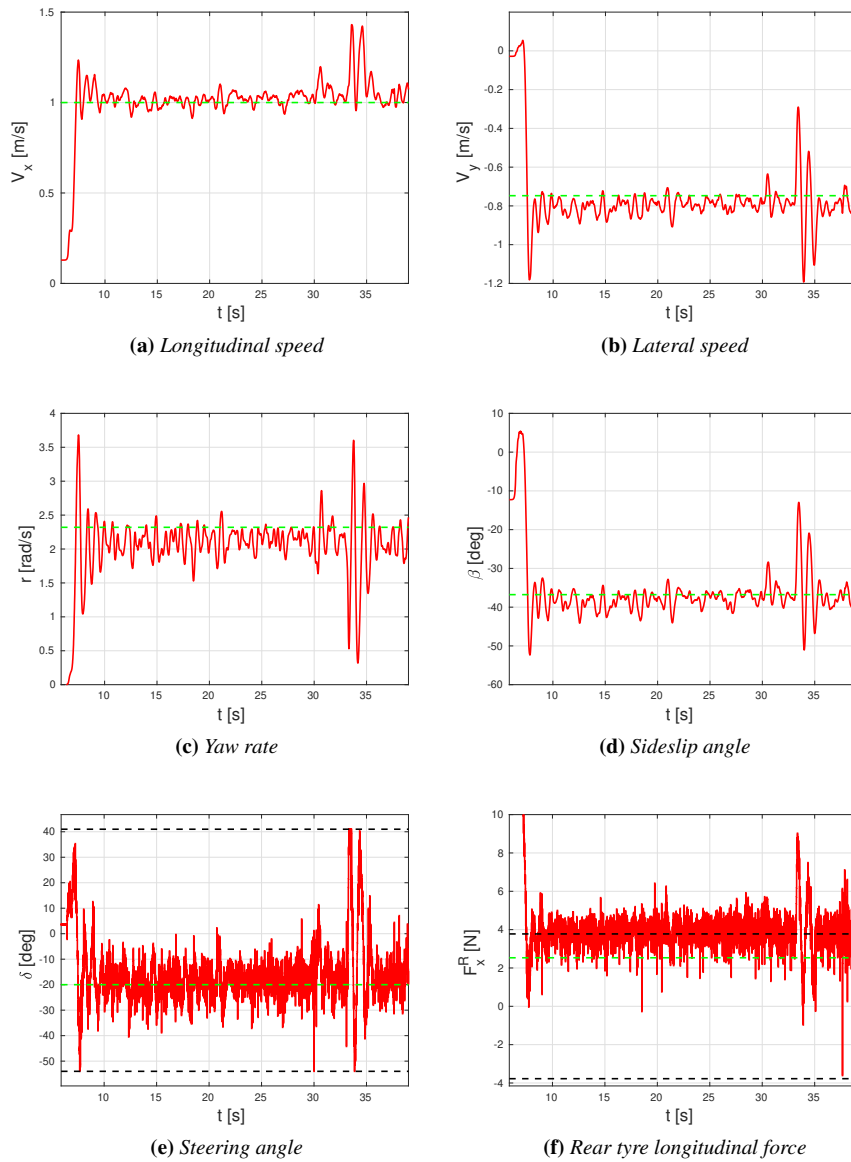 1.5
1
0.5
0
V_x [m/s]
10 15 20 25 30 35
t [s]
(a) Longitudinal speed
0
-0.2
-0.4
-0.6
-0.8
-1
-1.2
V_y [m/s]
10 15 20 25 30 35
t [s]
(b) Lateral speed
4
3.5
3
2.5
2
1.5
1
0.5
0
r [rad/s]
10 15 20 25 30 35
t [s]
(c) Yaw rate
0
-10
-20
-30
-40
-50
-60
β [deg]
10 15 20 25 30 35
t [s]
(d) Sideslip angle
40
30
20
10
0
-10
-20
-30
-40
-50
δ [deg]
10 15 20 25 30 35
t [s]
(e) Steering angle
10
8
6
4
2
0
-2
-4
F_x^R [N]
10 15 20 25 30 35
t [s]
(f) Rear tyre longitudinal force